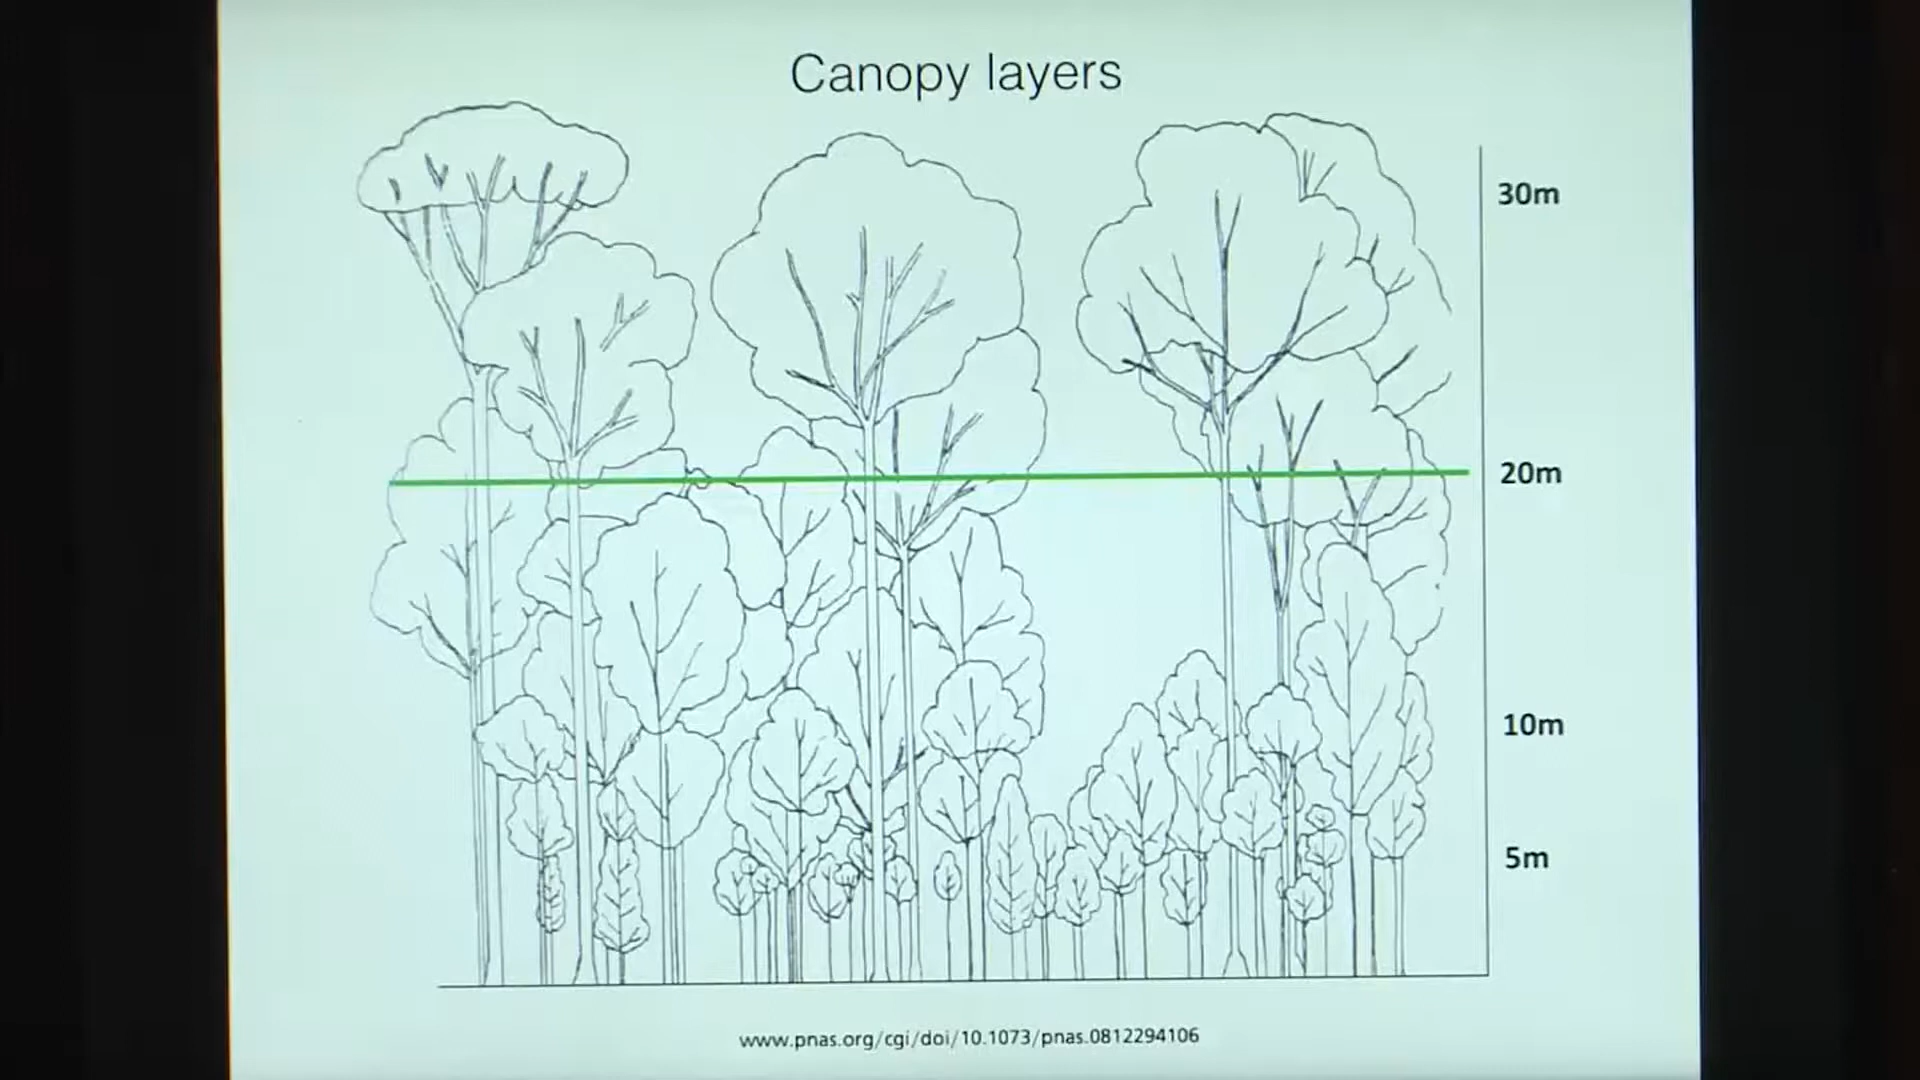 Canopy layers
30m
20m
10m
5m
www.pnas.org/cgi/doi/10.1073/pnas.0812294106